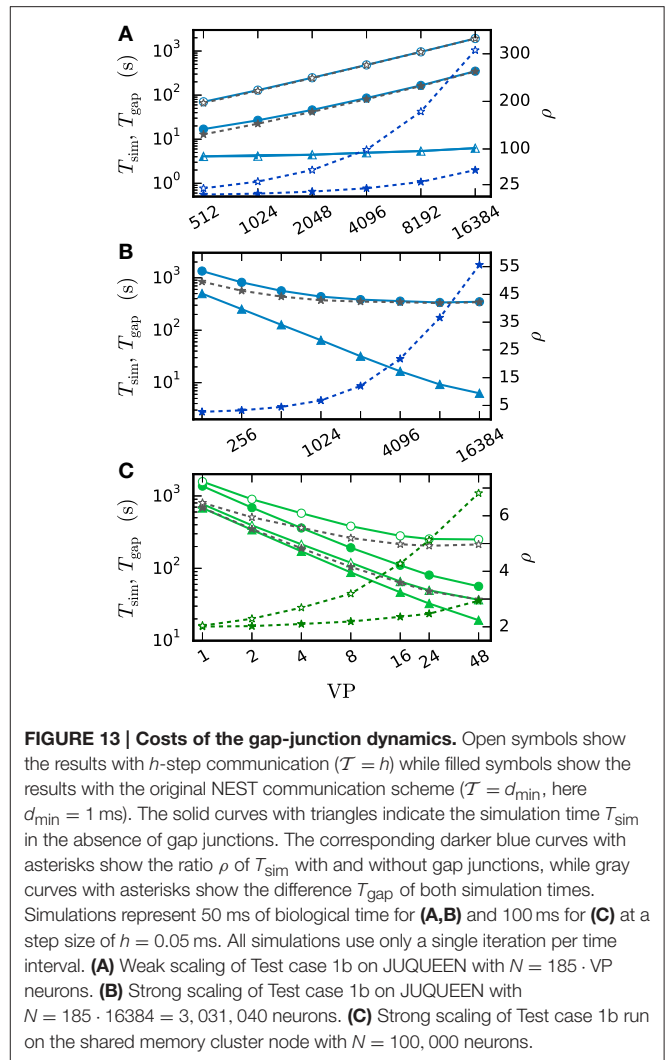 A
10³
10²
10¹
10⁰
T_sim, T_gap (s)
300
200
100
25
ρ
512
1024
2048
4096
8192
16384
B
10³
10²
10¹
T_sim, T_gap (s)
55
45
35
25
15
5
ρ
256
1024
4096
16384
C
10³
10²
10¹
T_sim, T_gap (s)
6
4
3
2
ρ
1
2
4
8
16
24
48
VP
FIGURE 13 | Costs of the gap-junction dynamics. Open symbols show
the results with h-step communication (𝒯 = h) while filled symbols show the
results with the original NEST communication scheme (𝒯 = d_min, here
d_min = 1 ms). The solid curves with triangles indicate the simulation time T_sim
in the absence of gap junctions. The corresponding darker blue curves with
asterisks show the ratio ρ of T_sim with and without gap junctions, while gray
curves with asterisks show the difference T_gap of both simulation times.
Simulations represent 50 ms of biological time for (A,B) and 100 ms for (C) at a
step size of h = 0.05 ms. All simulations use only a single iteration per time
interval. (A) Weak scaling of Test case 1b on JUQUEEN with N = 185 · VP
neurons. (B) Strong scaling of Test case 1b on JUQUEEN with
N = 185 · 16384 = 3, 031, 040 neurons. (C) Strong scaling of Test case 1b run
on the shared memory cluster node with N = 100, 000 neurons.